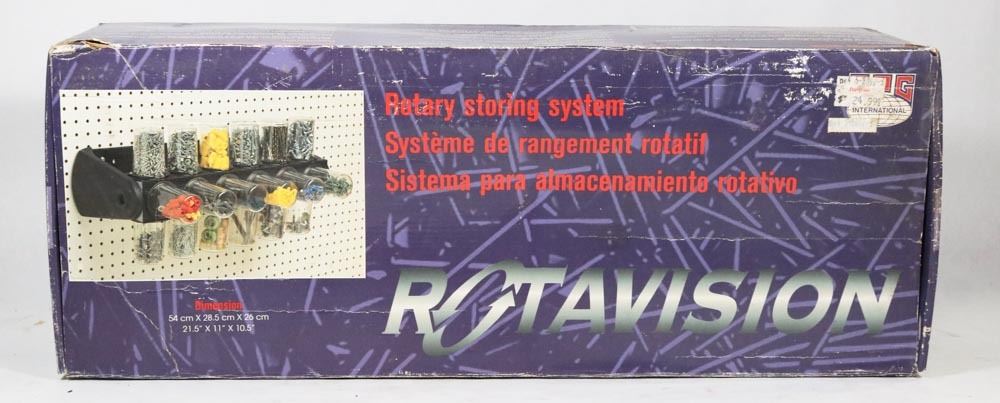 Rotary storing system
Système de rangement rotatif
Sistema para almacenamiento rotativo
INTERNATIONAL
ROTAVISION
Dimension
54 cm X 28.5 cm X 26 cm
21.5" X 11" X 10.5"